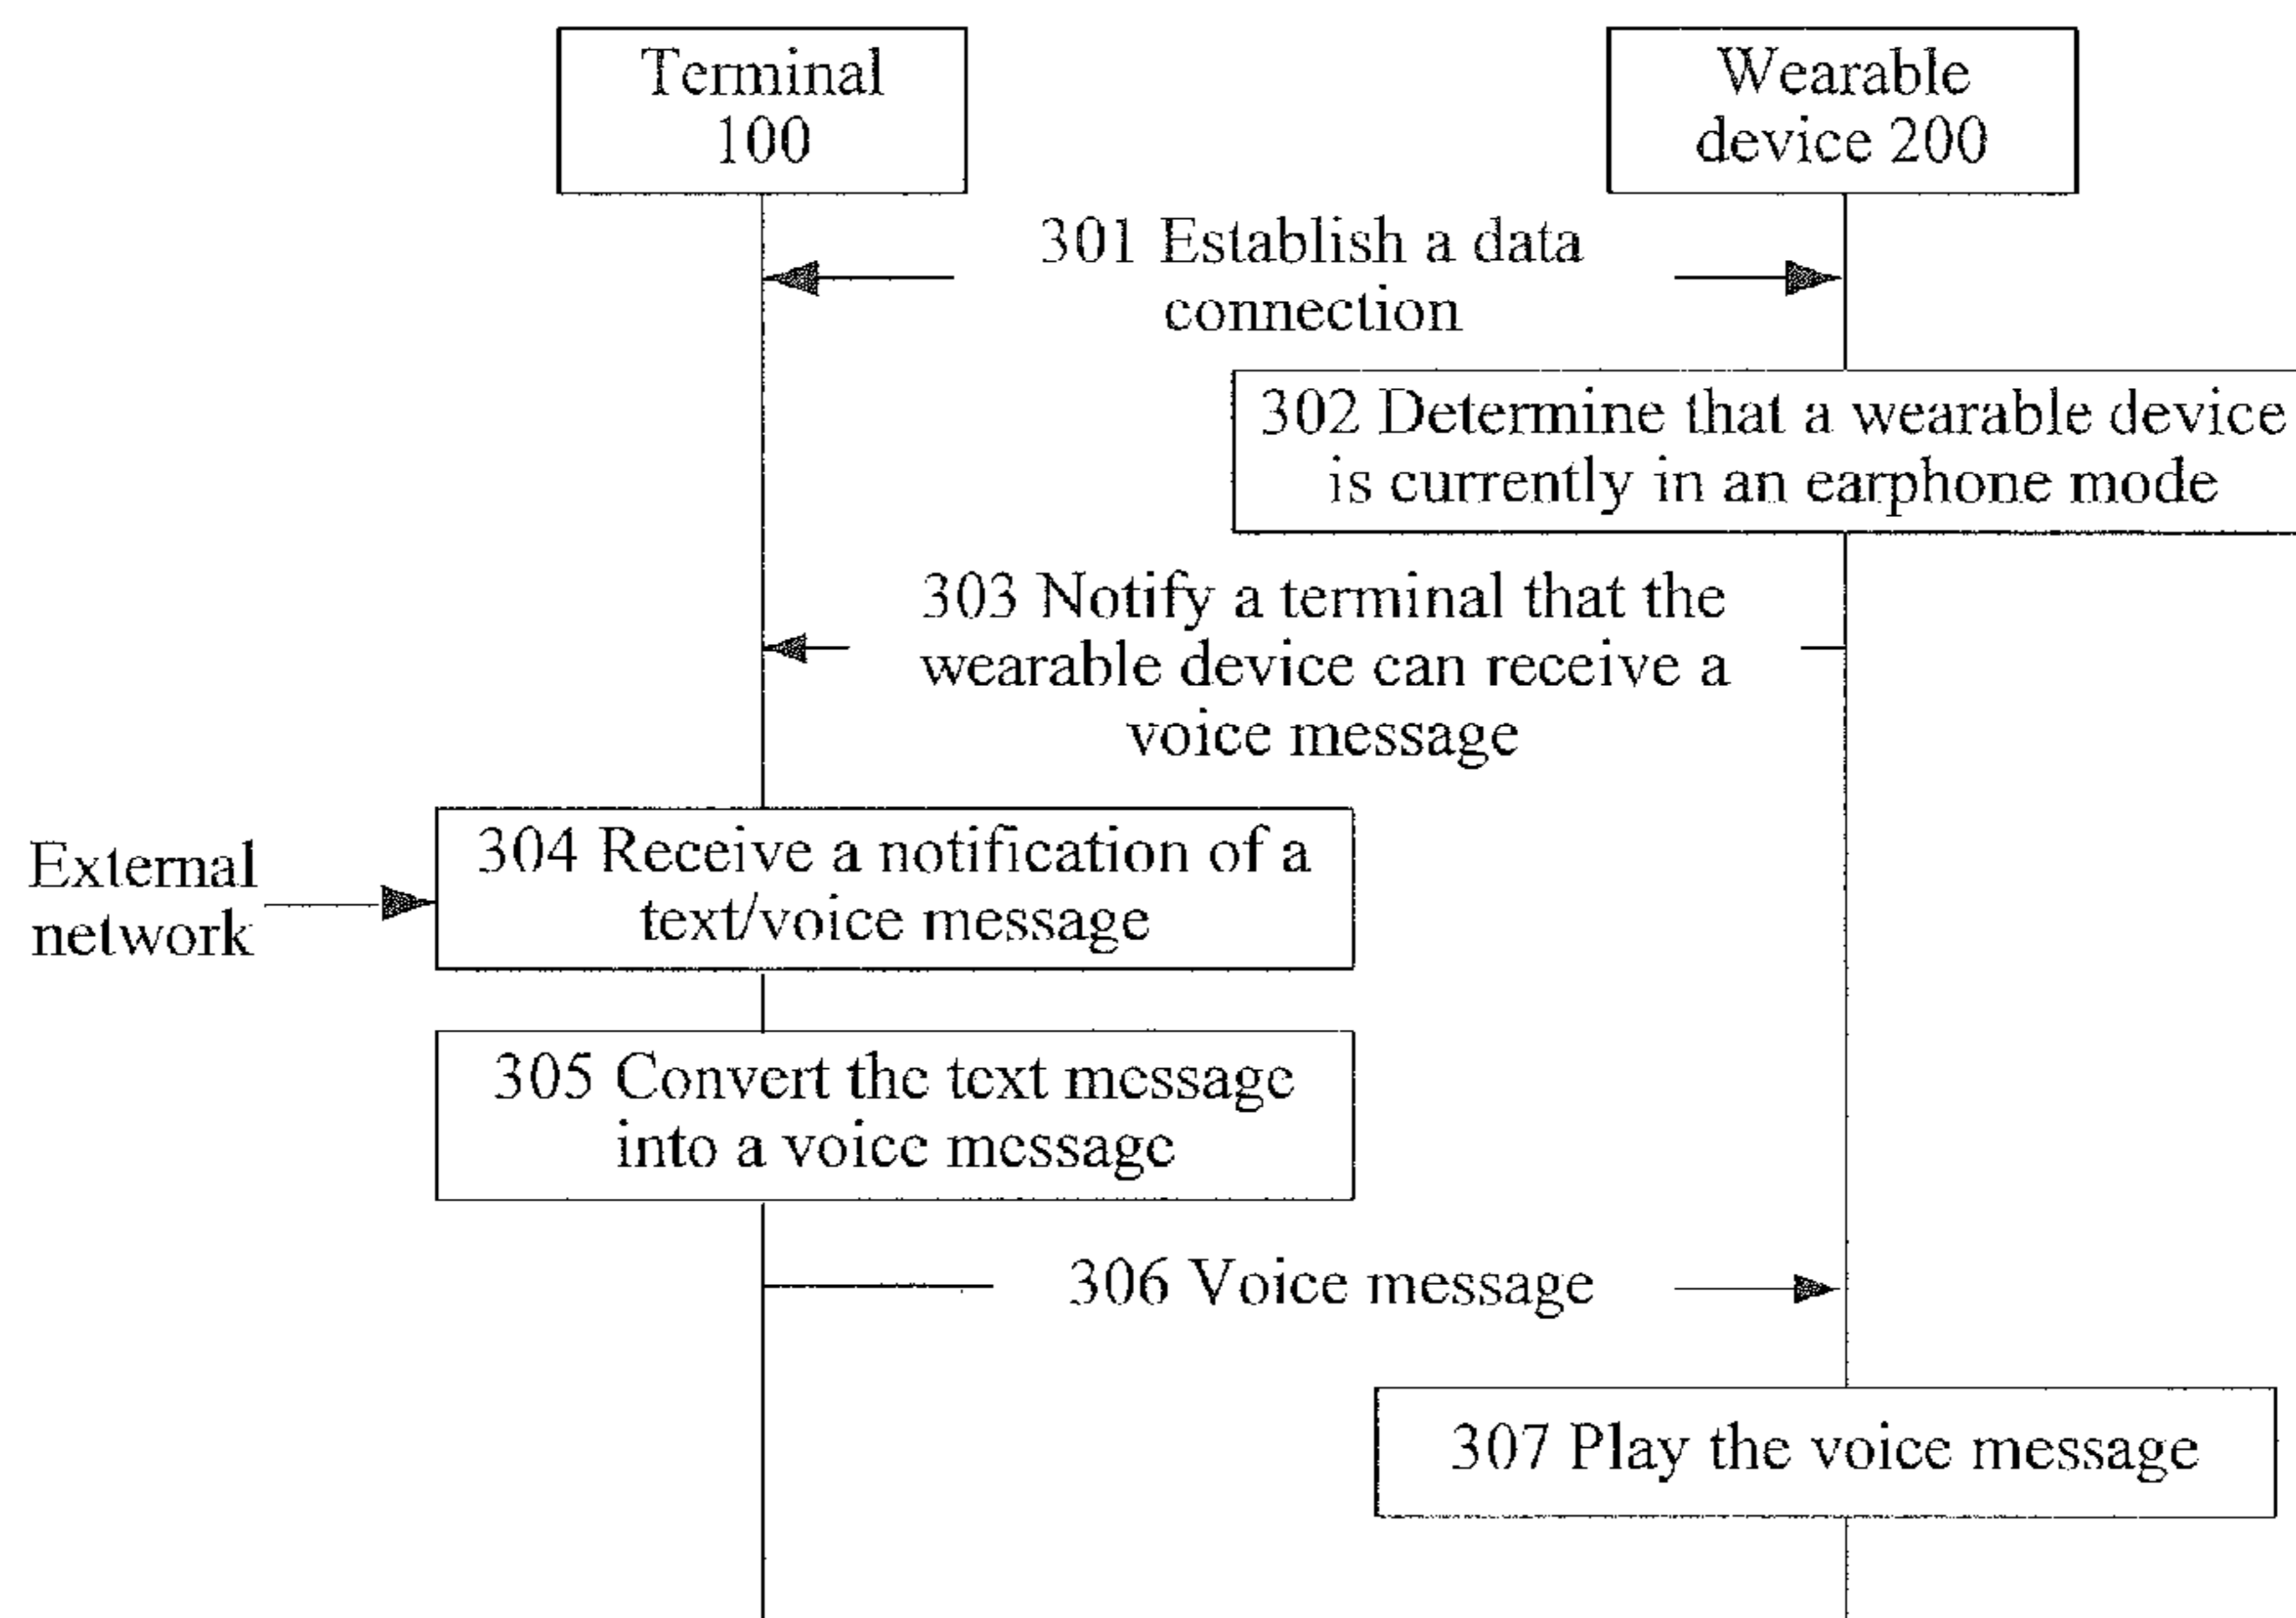 Terminal
100
Wearable
device 200
301 Establish a data
connection
302 Determine that a wearable device
is currently in an earphone mode
303 Notify a terminal that the
wearable device can receive a
voice message
External
network
304 Receive a notification of a
text/voice message
305 Convert the text message
into a voice message
306 Voice message
307 Play the voice message